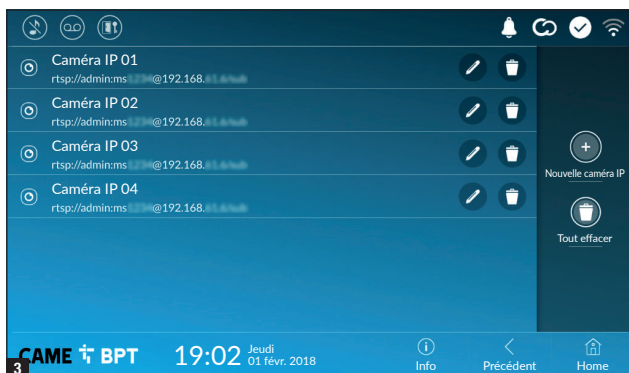 Caméra IP 01
rtsp://admin:ms @192.168.
Caméra IP 02
rtsp://admin:ms @192.168.
Caméra IP 03
rtsp://admin:ms @192.168.
Caméra IP 04
rtsp://admin:ms @192.168.
Nouvelle caméra IP
Tout effacer
3
CAME BPT
19:02
Jeudi
01 févr. 2018
Info
Précédent
Home